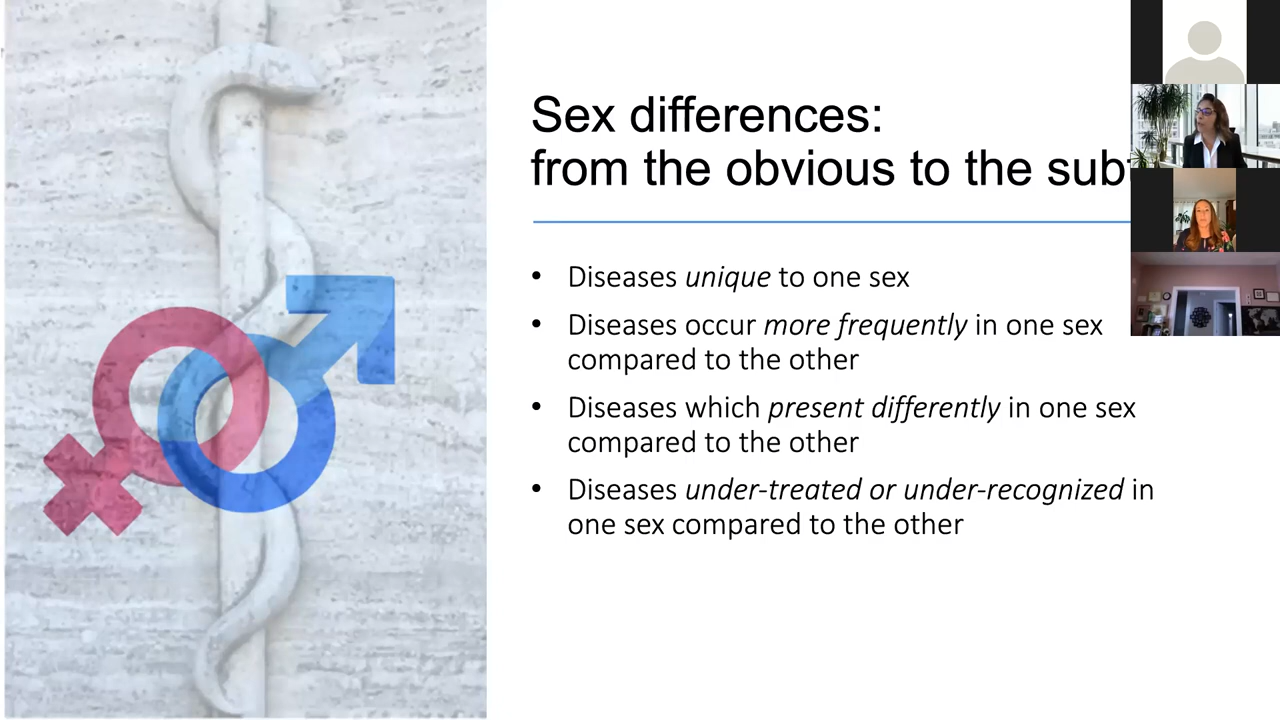 Sex differences:
from the obvious to the
• Diseases unique to one sex
• Diseases occur more frequently in one sex
compared to the other
• Diseases which present differently in one sex
compared to the other
• Diseases under-treated or under-recognized in
one sex compared to the other